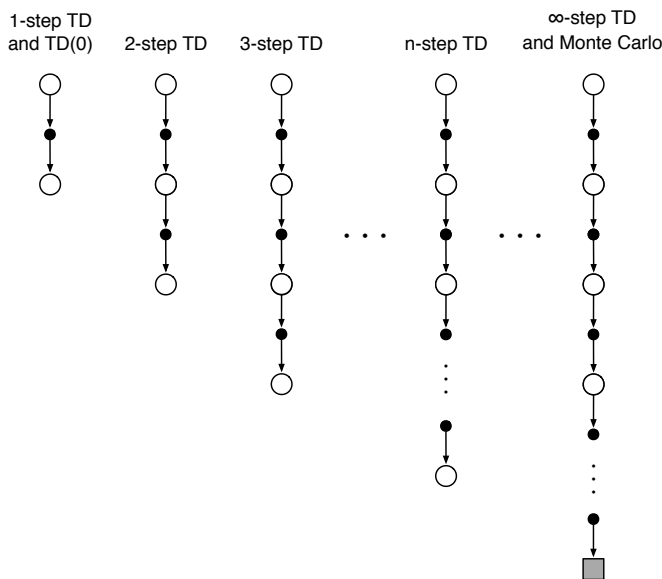 1-step TD
and TD(0)
2-step TD
3-step TD
n-step TD
∞-step TD
and Monte Carlo